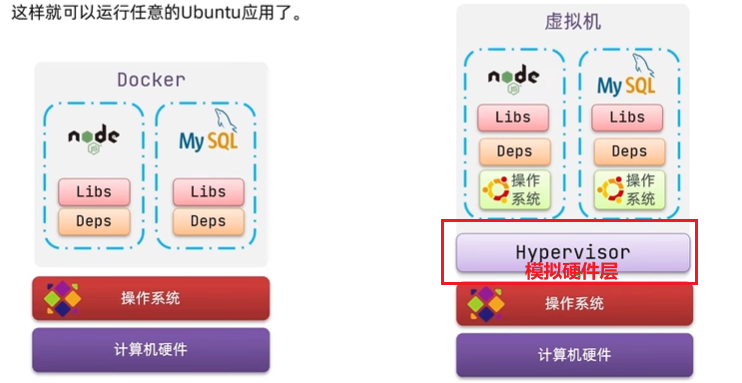 这样就可以运行任意的Ubuntu应用了。
Docker
node
JS
MySQL
Libs
Libs
Deps
Deps
操作系统
计算机硬件
虚拟机
node
JS
MySQL
Libs
Libs
Deps
Deps
操作
系统
操作
系统
Hypervisor
模拟硬件层
操作系统
计算机硬件